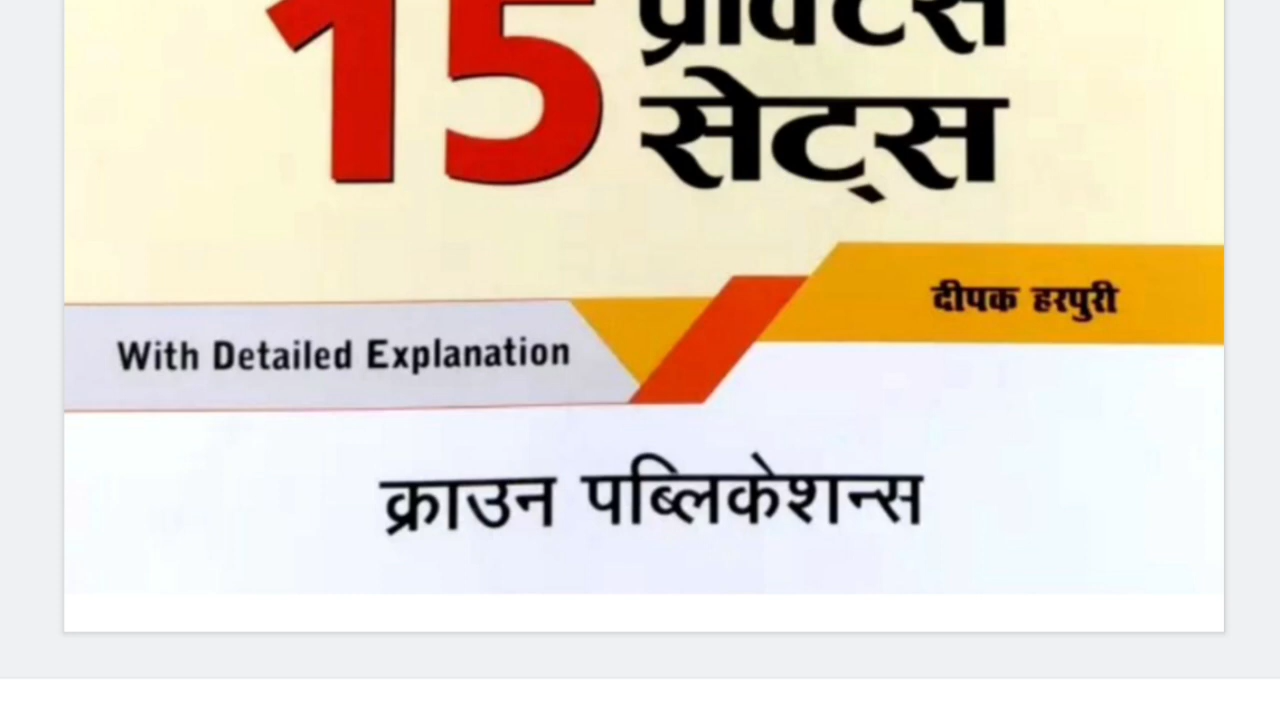 15 प्रैक्टिस
सेट्स
दीपक हरपुरी
With Detailed Explanation
क्राउन पब्लिकेशन्स